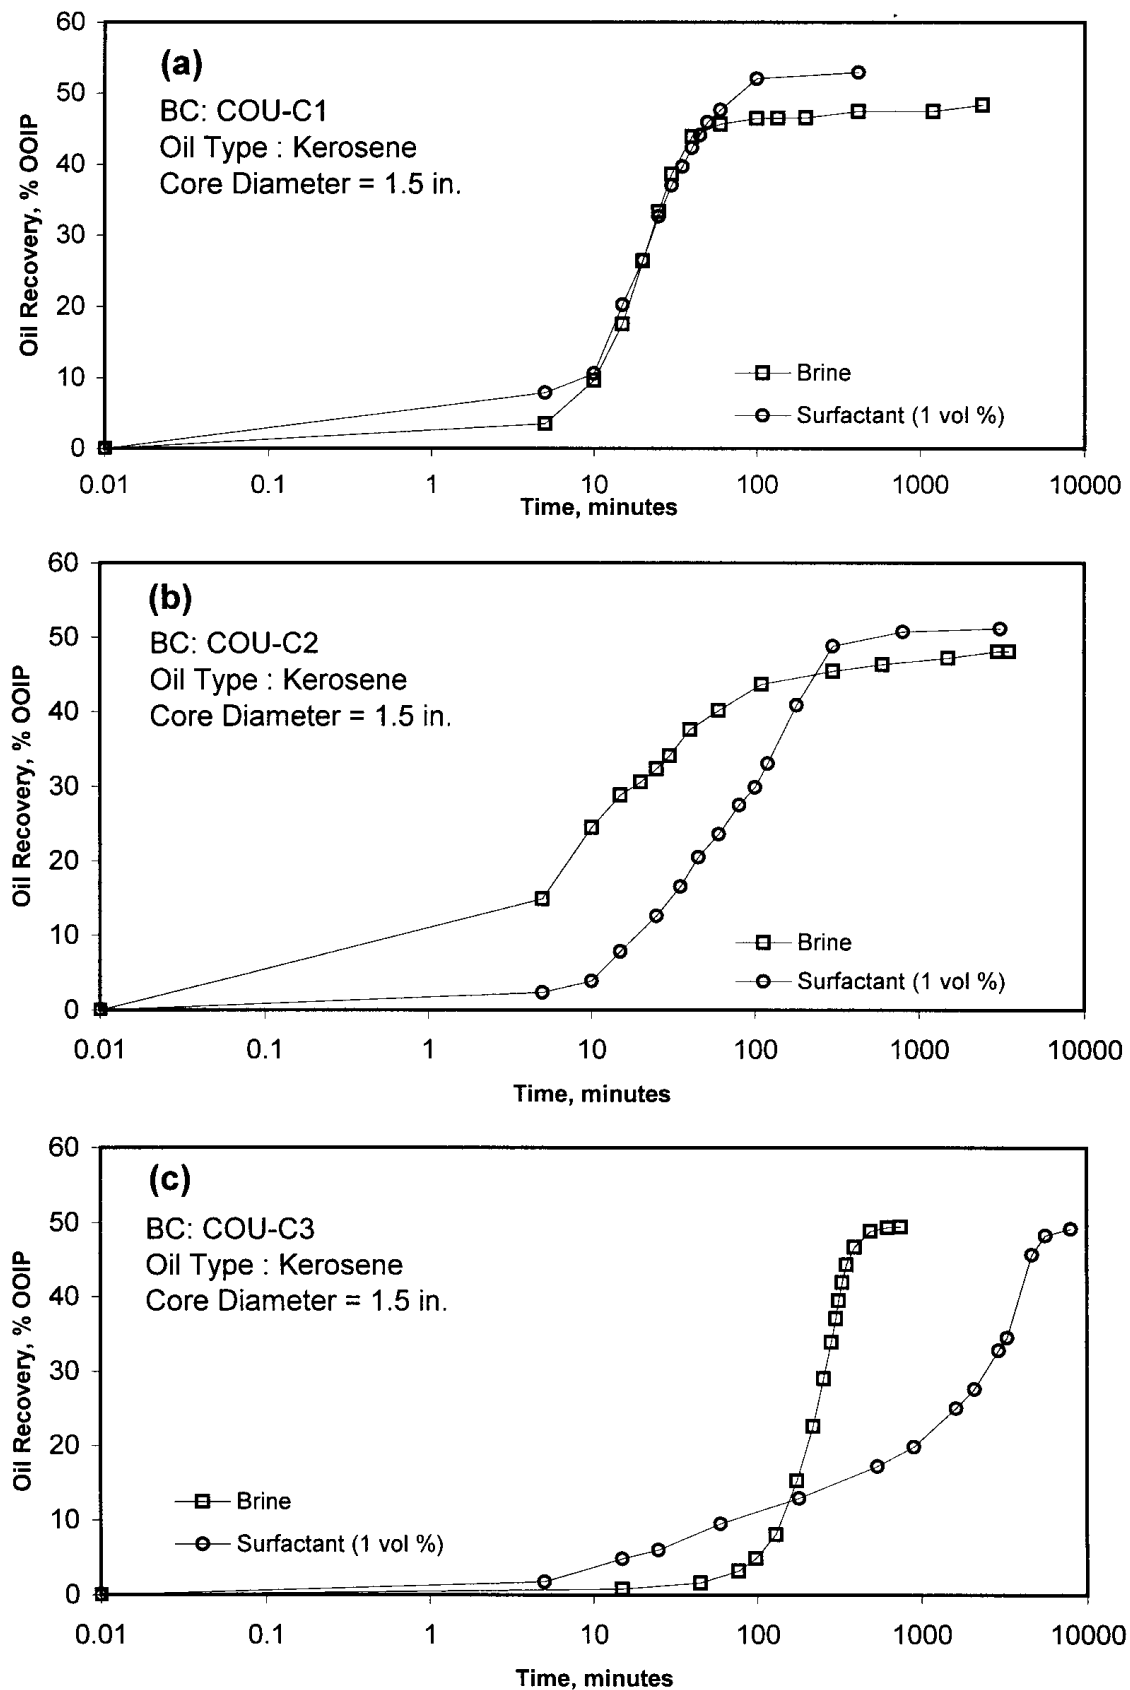 60
50
40
30
20
10
0
Oil Recovery, % OOIP
(a)
BC: COU-C1
Oil Type : Kerosene
Core Diameter = 1.5 in.
Brine
Surfactant (1 vol %)
0.01 0.1 1 10 100 1000 10000
Time, minutes
60
50
40
30
20
10
0
Oil Recovery, % OOIP
(b)
BC: COU-C2
Oil Type : Kerosene
Core Diameter = 1.5 in.
Brine
Surfactant (1 vol %)
0.01 0.1 1 10 100 1000 10000
Time, minutes
60
50
40
30
20
10
0
Oil Recovery, % OOIP
(c)
BC: COU-C3
Oil Type : Kerosene
Core Diameter = 1.5 in.
Brine
Surfactant (1 vol %)
0.01 0.1 1 10 100 1000 10000
Time, minutes